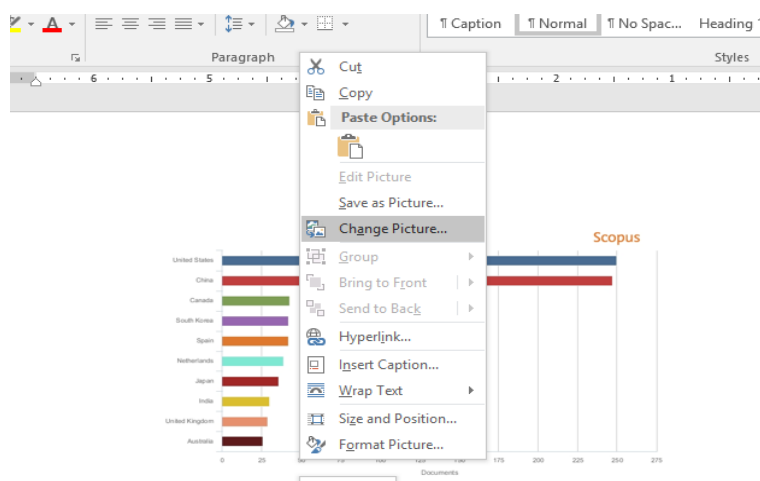 ¶ Caption ¶ Normal ¶ No Spac... Heading 1
Paragraph Styles
6 5 2 1
Cut
Copy
Paste Options:
Edit Picture
Save as Picture...
Change Picture...
Group
Bring to Front
Send to Back
Hyperlink...
Insert Caption...
Wrap Text
Size and Position...
Format Picture...
Scopus
United States
China
Canada
South Korea
Spain
Netherlands
Japan
India
United Kingdom
Australia
0 25 175 200 225 250 275
Documents